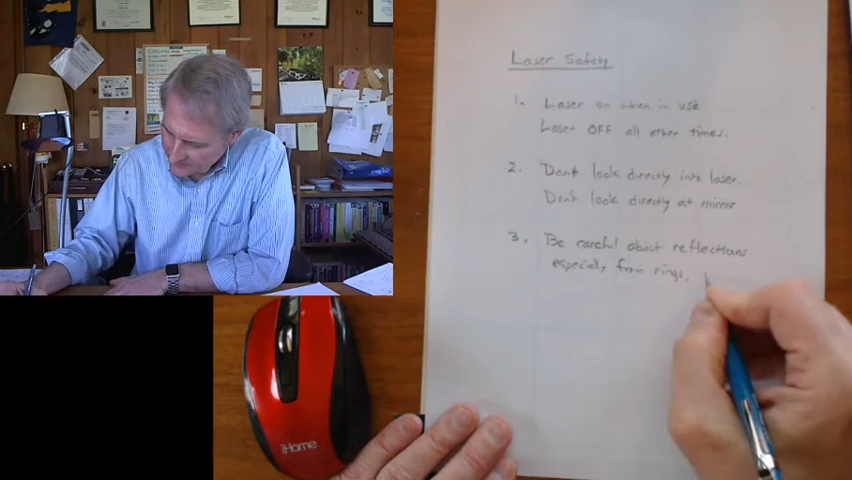 Laser Safety
1. Laser on when in use
Laser OFF all other times.
2. Don't look directly into laser.
Don't look directly at mirror
3. Be careful about reflections
especially from rings.
iHome